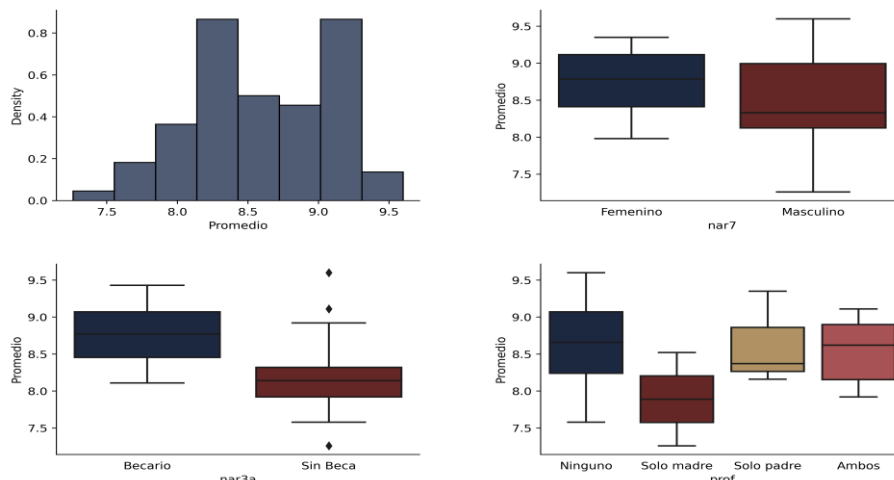 0.8
0.6
0.4
0.2
0.0
Density
7.5 8.0 8.5 9.0 9.5
Promedio
9.5
9.0
8.5
8.0
7.5
Promedio
Femenino Masculino
nar7
9.5
9.0
8.5
8.0
7.5
Promedio
Becario Sin Beca
nar3a
9.5
9.0
8.5
8.0
7.5
Promedio
Ninguno Solo madre Solo padre Ambos
prof